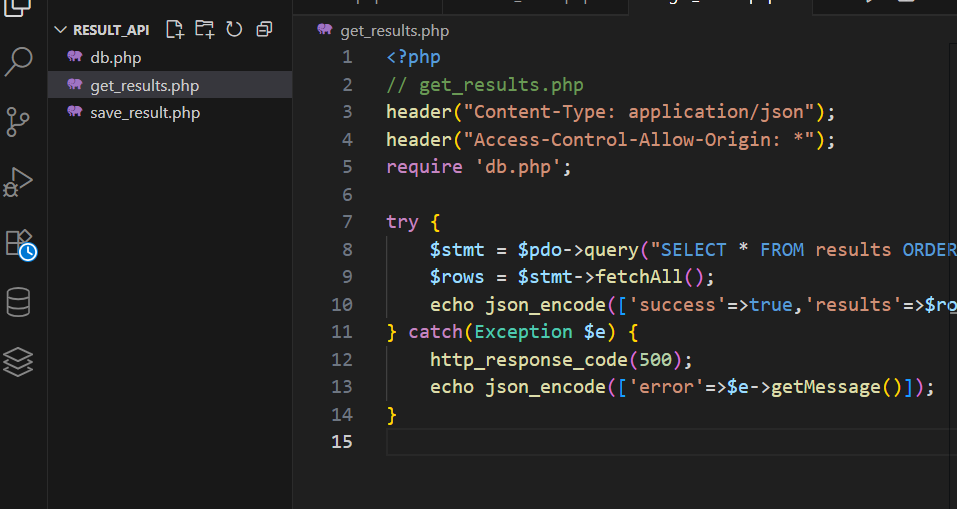 RESULT_API
db.php
get_results.php
save_result.php
get_results.php
1 <?php
2 // get_results.php
3 header("Content-Type: application/json");
4 header("Access-Control-Allow-Origin: *");
5 require 'db.php';
6
7 try {
8 $stmt = $pdo->query("SELECT * FROM results ORDER
9 $rows = $stmt->fetchAll();
10 echo json_encode(['success'=>true,'results'=>$ro
11 } catch(Exception $e) {
12 http_response_code(500);
13 echo json_encode(['error'=>$e->getMessage()]);
14 }
15